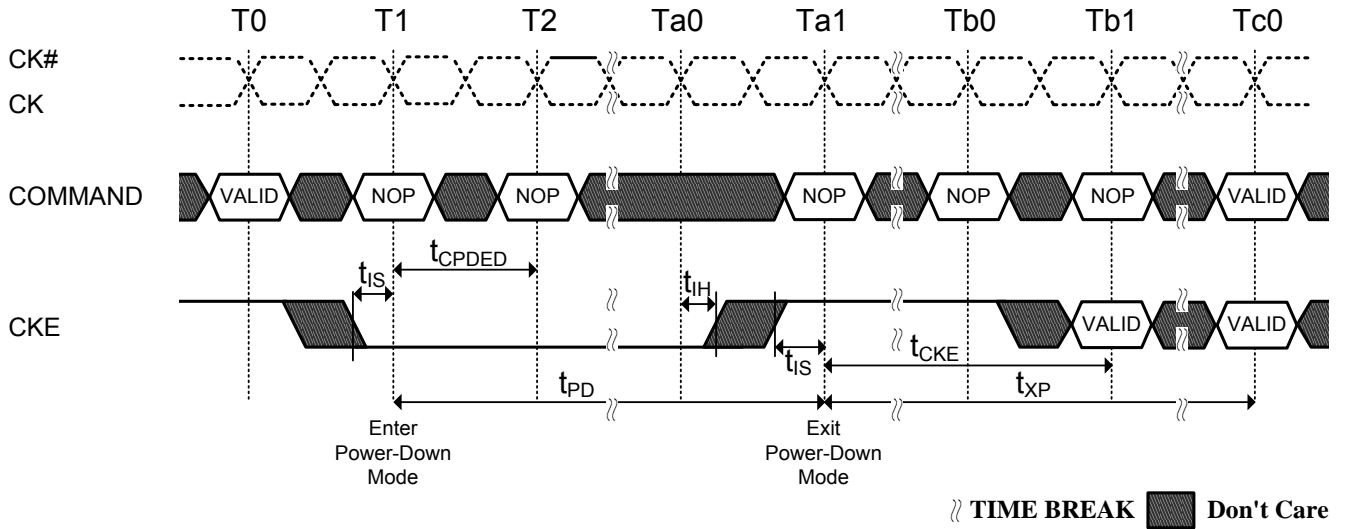 T0 T1 T2 Ta0 Ta1 Tb0 Tb1 Tc0
CK#
CK
COMMAND VALID NOP NOP NOP NOP NOP VALID
tIS tCPDED tIH
CKE VALID VALID
tIS tCKE
tPD tXP
Enter
Power-Down
Mode
Exit
Power-Down
Mode
TIME BREAK Don't Care